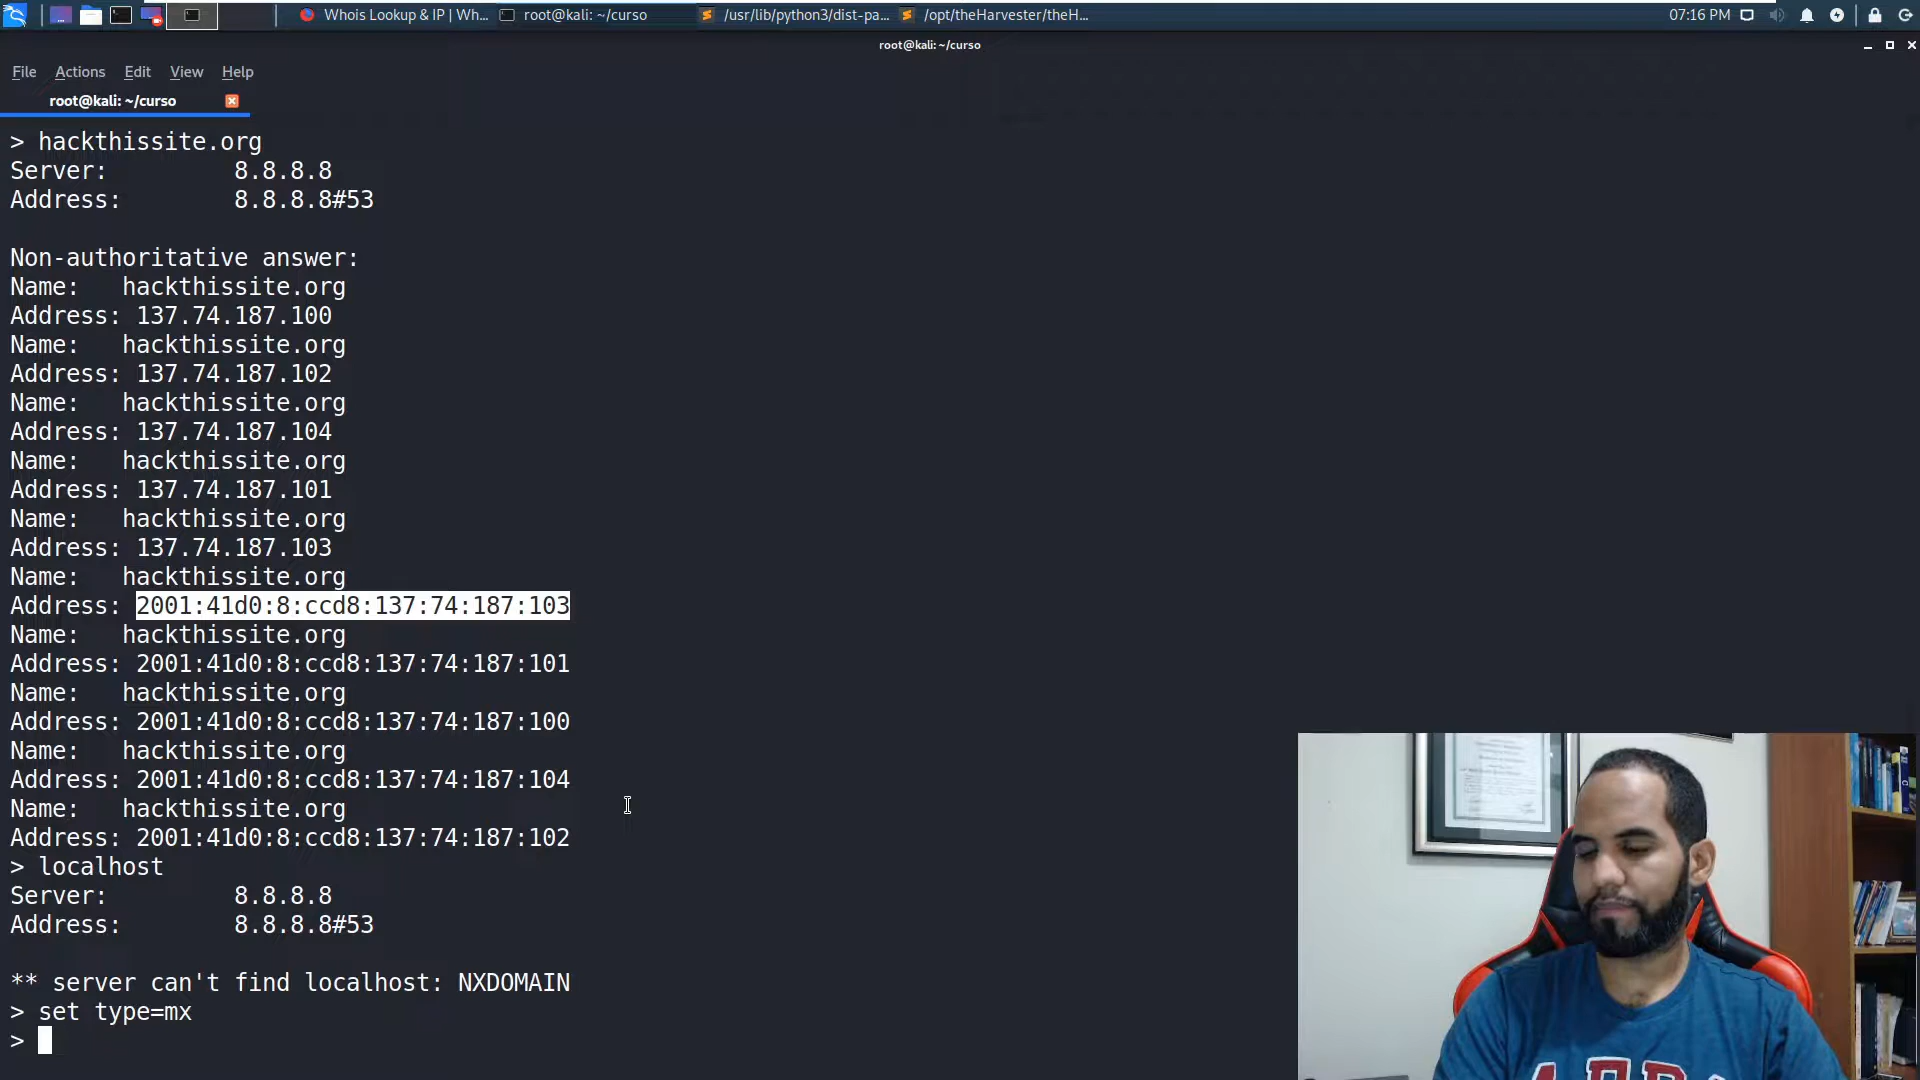 Whois Lookup & IP | Wh...
root@kali: ~/curso
/usr/lib/python3/dist-pa...
/opt/theHarvester/theH...
07:16 PM
root@kali: ~/curso
File Actions Edit View Help
root@kali: ~/curso
> hackthissite.org
Server: 8.8.8.8
Address: 8.8.8.8#53
Non-authoritative answer:
Name: hackthissite.org
Address: 137.74.187.100
Name: hackthissite.org
Address: 137.74.187.102
Name: hackthissite.org
Address: 137.74.187.104
Name: hackthissite.org
Address: 137.74.187.101
Name: hackthissite.org
Address: 137.74.187.103
Name: hackthissite.org
Address: 2001:41d0:8:ccd8:137:74:187:103
Name: hackthissite.org
Address: 2001:41d0:8:ccd8:137:74:187:101
Name: hackthissite.org
Address: 2001:41d0:8:ccd8:137:74:187:100
Name: hackthissite.org
Address: 2001:41d0:8:ccd8:137:74:187:104
Name: hackthissite.org
Address: 2001:41d0:8:ccd8:137:74:187:102
> localhost
Server: 8.8.8.8
Address: 8.8.8.8#53
** server can't find localhost: NXDOMAIN
> set type=mx
>